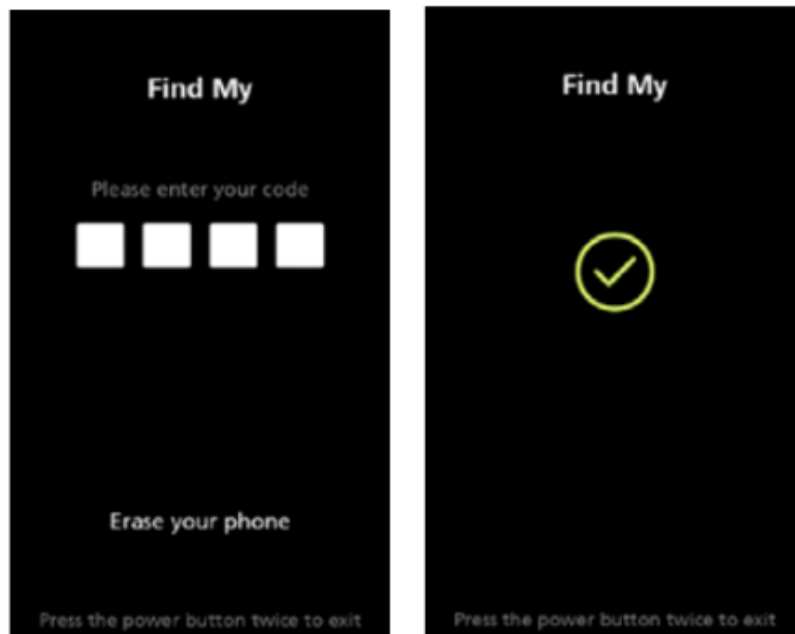 Find My
Please enter your code
Erase your phone
Press the power button twice to exit
Find My
Press the power button twice to exit